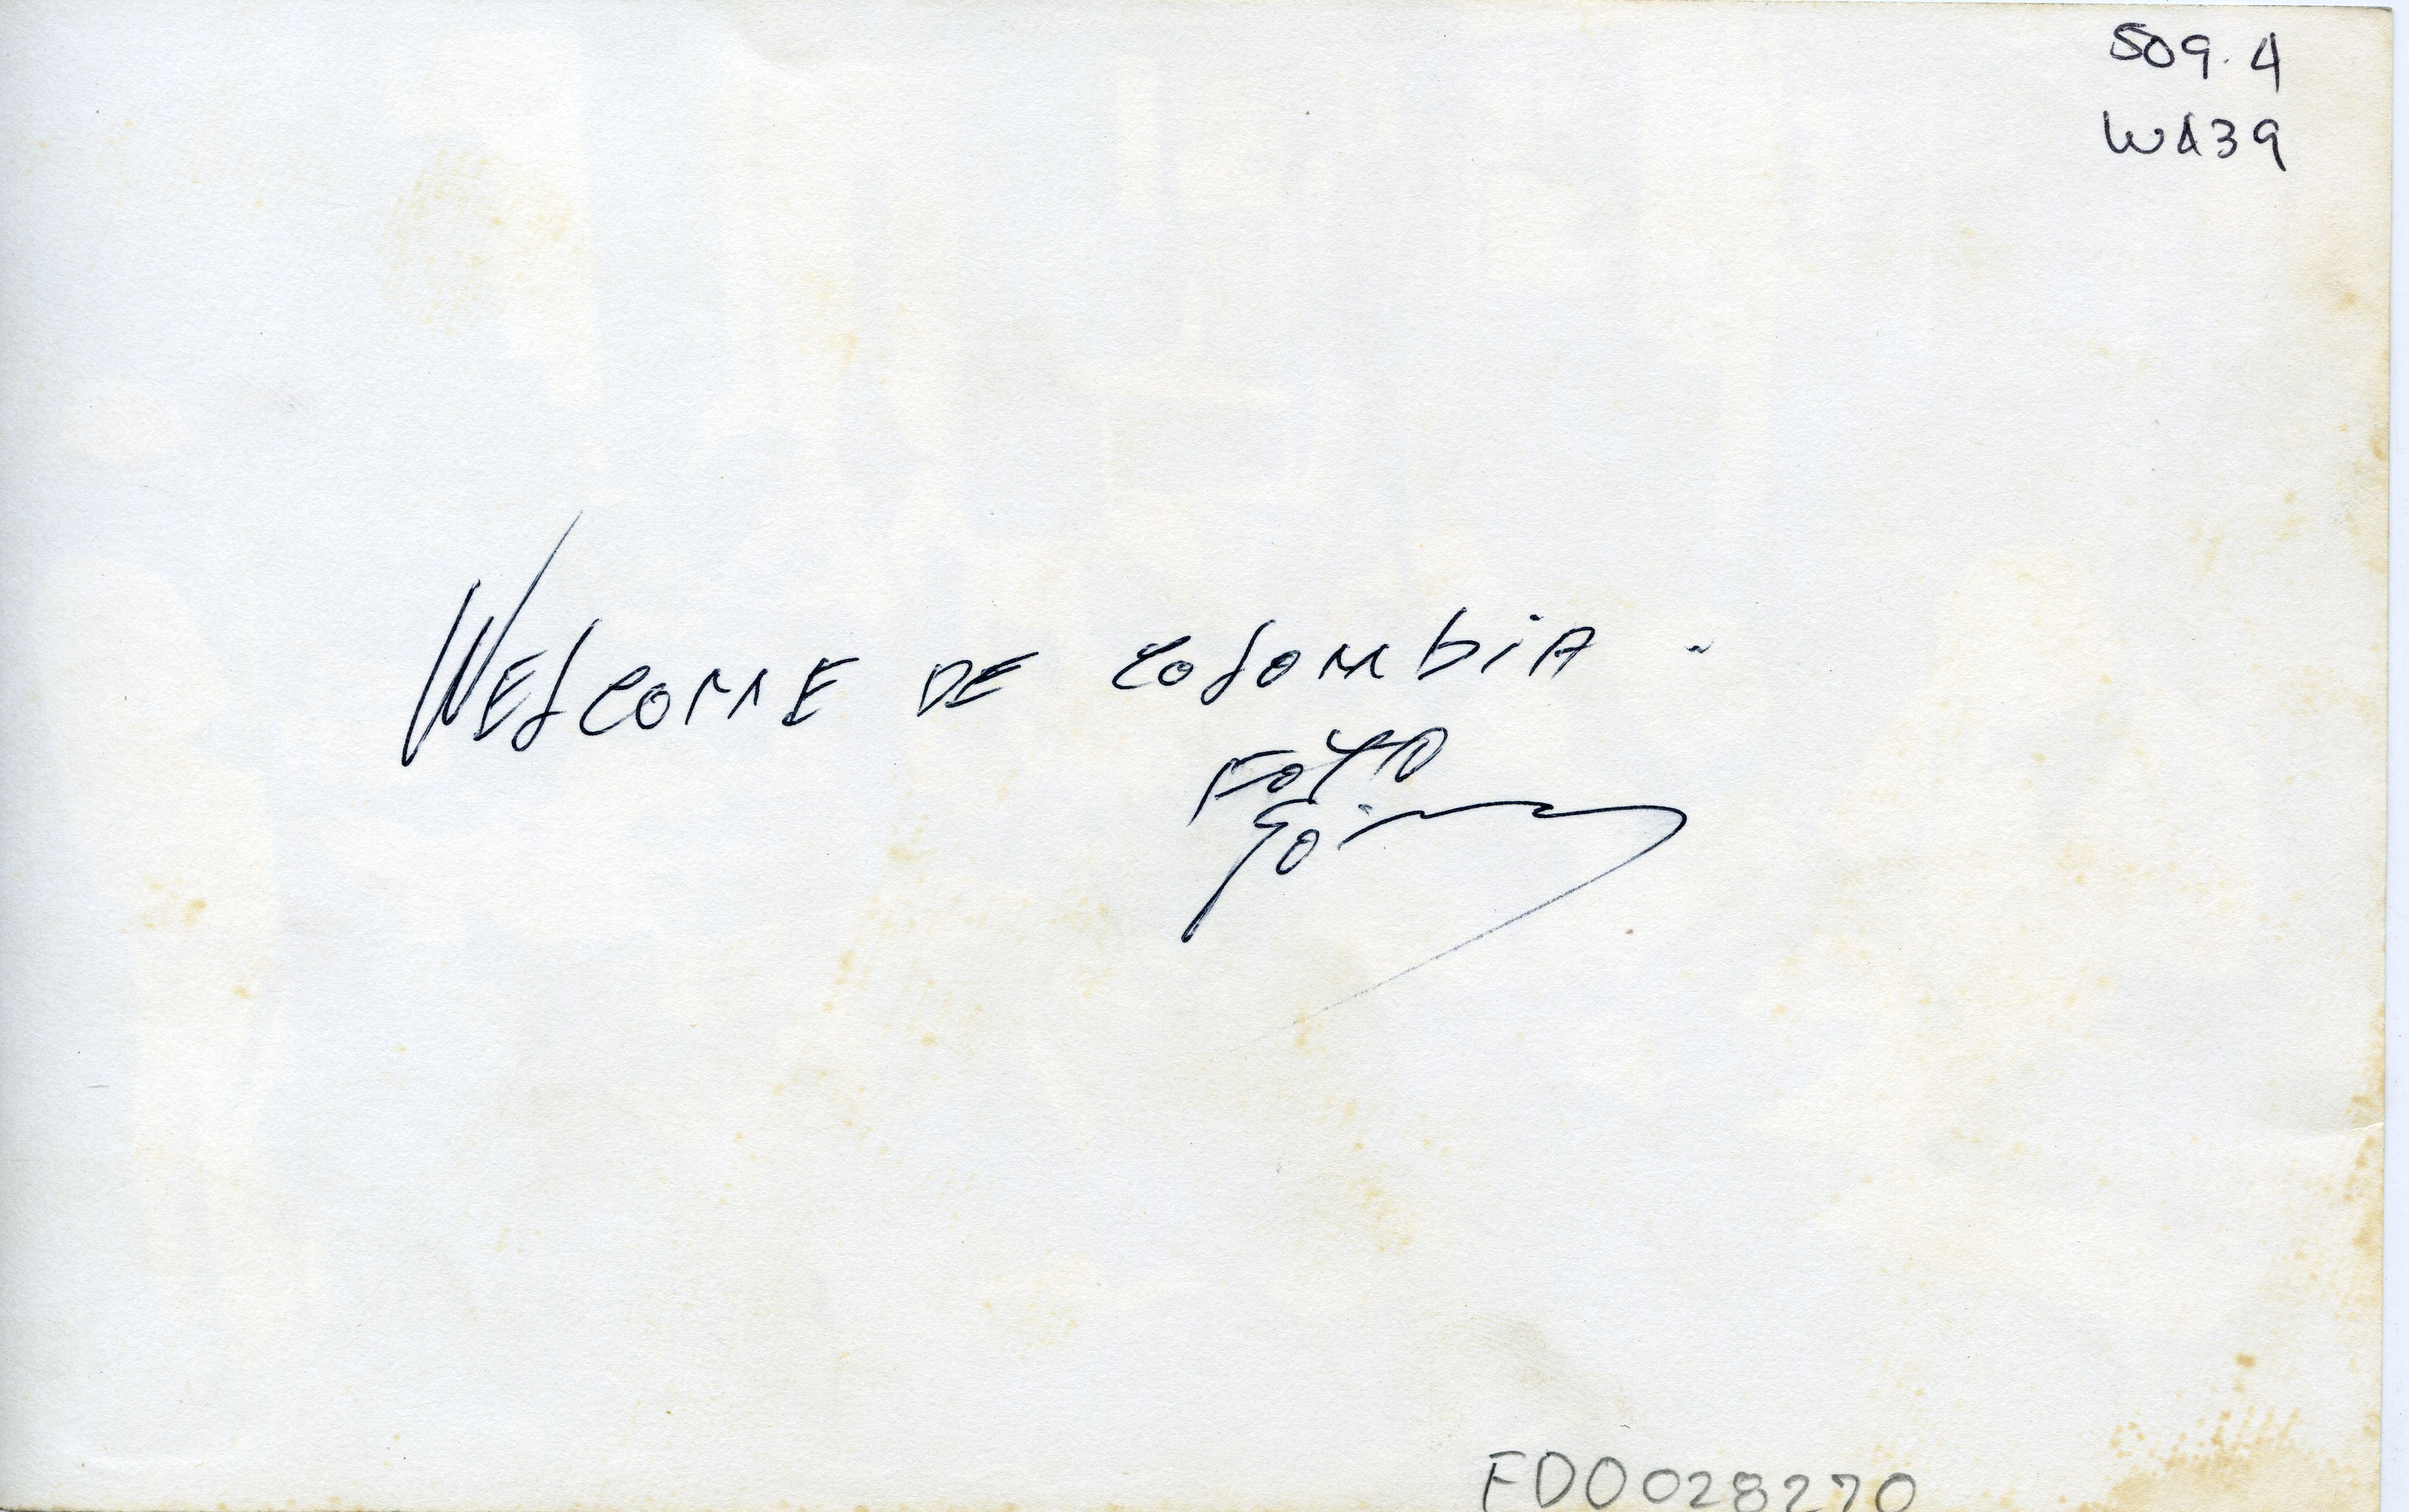 509.4
WA39
WELCOME DE COLOMBIA.
FOTO
FD0028270